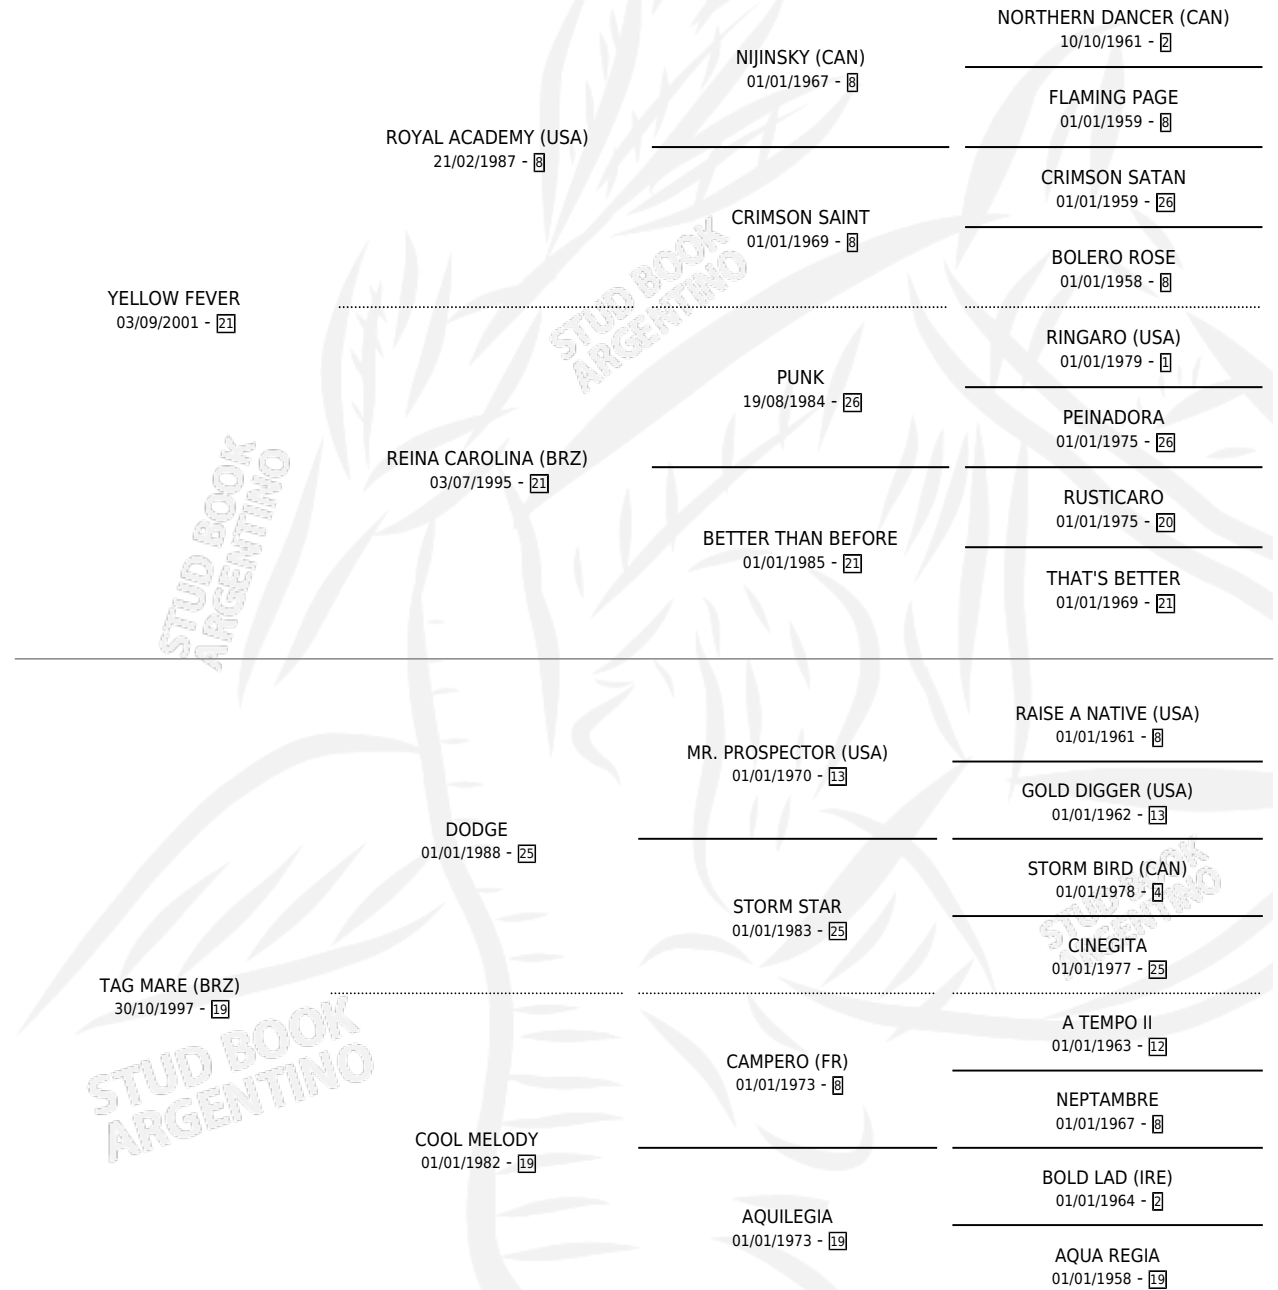 NORTHERN DANCER (CAN)
10/10/1961 - 2
NIJINSKY (CAN)
01/01/1967 - 8
FLAMING PAGE
01/01/1959 - 8
ROYAL ACADEMY (USA)
21/02/1987 - 8
CRIMSON SATAN
01/01/1959 - 26
CRIMSON SAINT
01/01/1969 - 8
BOLERO ROSE
01/01/1958 - 8
YELLOW FEVER
03/09/2001 - 21
RINGARO (USA)
01/01/1979 - 1
PUNK
19/08/1984 - 26
PEINADORA
01/01/1975 - 26
REINA CAROLINA (BRZ)
03/07/1995 - 21
RUSTICARO
01/01/1975 - 20
BETTER THAN BEFORE
01/01/1985 - 21
THAT'S BETTER
01/01/1969 - 21
RAISE A NATIVE (USA)
01/01/1961 - 8
MR. PROSPECTOR (USA)
01/01/1970 - 13
GOLD DIGGER (USA)
01/01/1962 - 13
DODGE
01/01/1988 - 25
STORM BIRD (CAN)
01/01/1978 - 4
STORM STAR
01/01/1983 - 25
CINEGITA
01/01/1977 - 25
TAG MARE (BRZ)
30/10/1997 - 19
A TEMPO II
01/01/1963 - 12
CAMPERO (FR)
01/01/1973 - 8
NEPTAMBRE
01/01/1967 - 8
COOL MELODY
01/01/1982 - 19
BOLD LAD (IRE)
01/01/1964 - 2
AQUILEGIA
01/01/1973 - 19
AQUA REGIA
01/01/1958 - 19
STUD BOOK
ARGENTINO
STUD BOOK
ARGENTINO
STUD BOOK
ARGENTINO
STUD BOOK
ARGENTINO